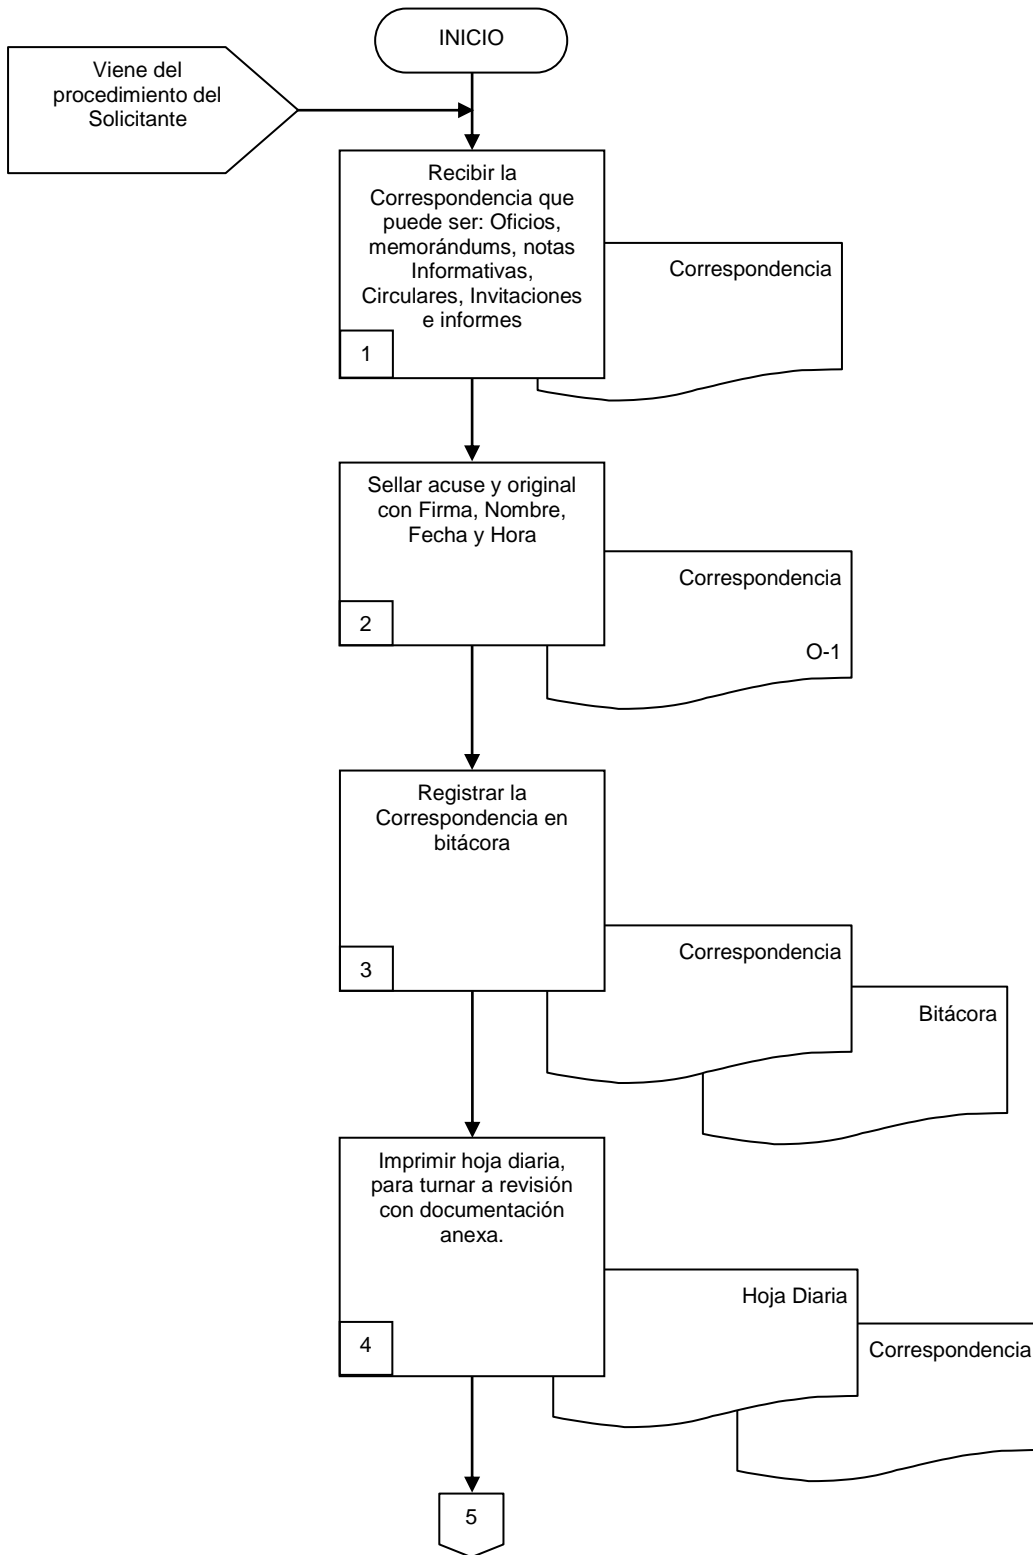 INICIO
Viene del
procedimiento del
Solicitante
Recibir la
Correspondencia que
puede ser: Oficios,
memorándums, notas
Informativas,
Circulares, Invitaciones
e informes
1
Correspondencia
Sellar acuse y original
con Firma, Nombre,
Fecha y Hora
2
Correspondencia
O-1
Registrar la
Correspondencia en
bitácora
3
Correspondencia
Bitácora
Imprimir hoja diaria,
para turnar a revisión
con documentación
anexa.
4
Hoja Diaria
Correspondencia
5